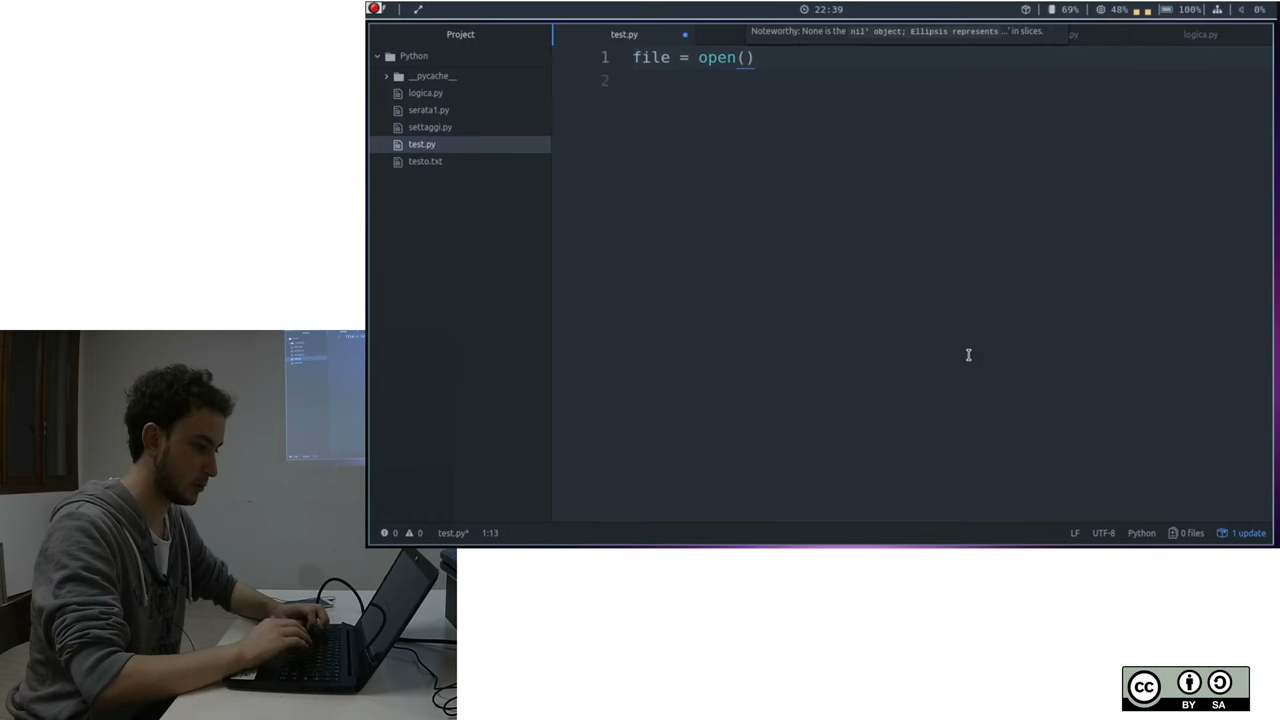 22:39
69%
48%
100%
0%
Project
Python
__pycache__
logica.py
serata1.py
settaggi.py
test.py
testo.txt
test.py
Noteworthy: None is the nil' object; Ellipsis represents ...' in slices.
py
logica.py
1 file = open()
2
0 0 test.py* 1:13
LF UTF-8 Python 0 files 1 update
cc BY SA